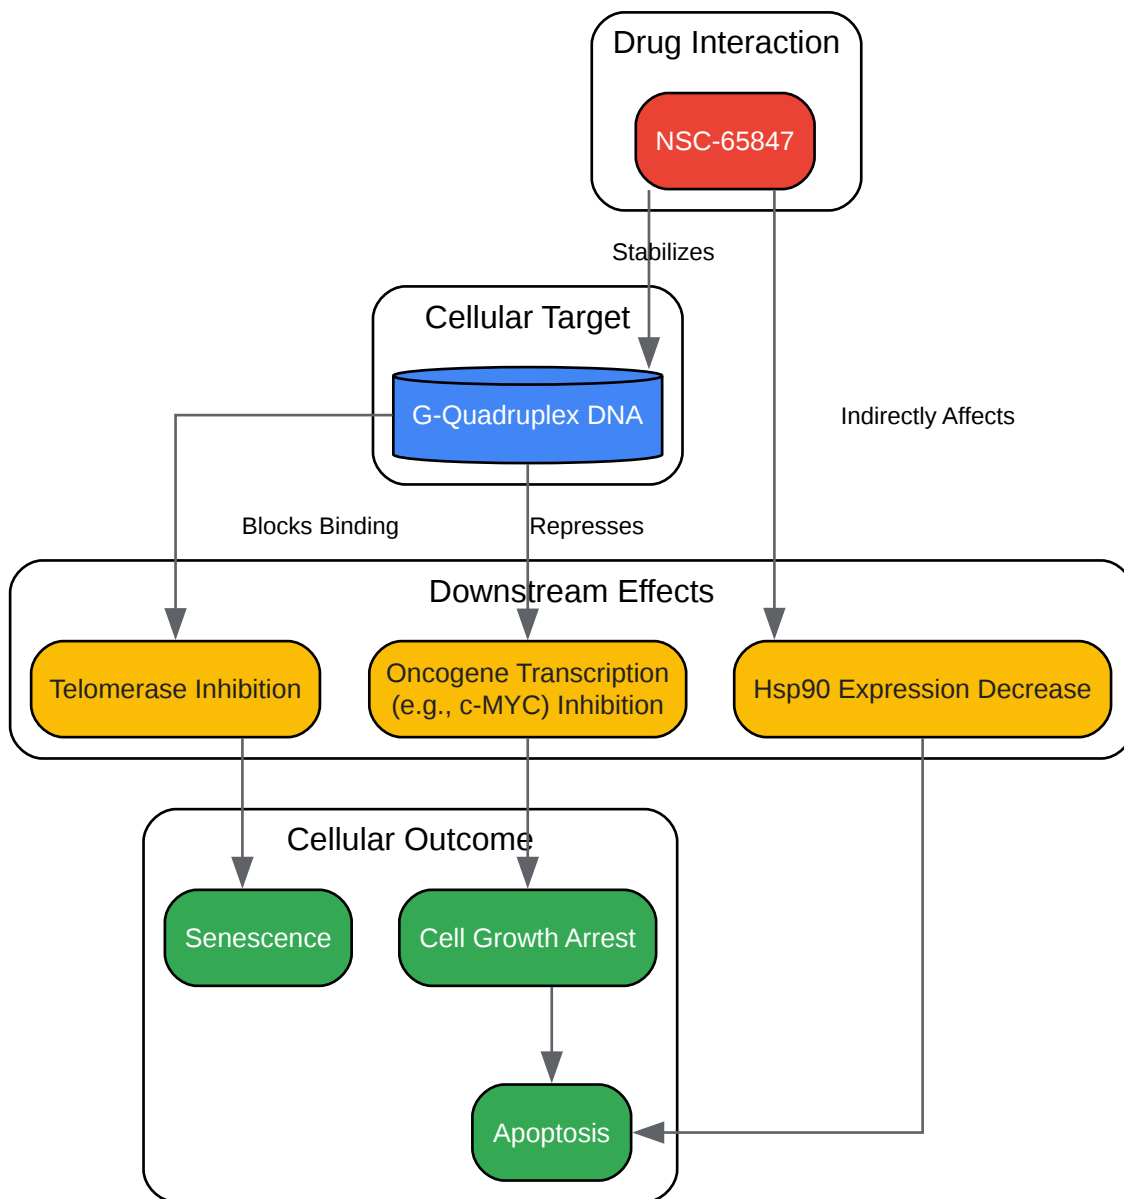 Drug Interaction
NSC-65847
Stabilizes
Cellular Target
G-Quadruplex DNA
Indirectly Affects
Blocks Binding
Represses
Downstream Effects
Telomerase Inhibition
Oncogene Transcription
(e.g., c-MYC) Inhibition
Hsp90 Expression Decrease
Cellular Outcome
Senescence
Cell Growth Arrest
Apoptosis